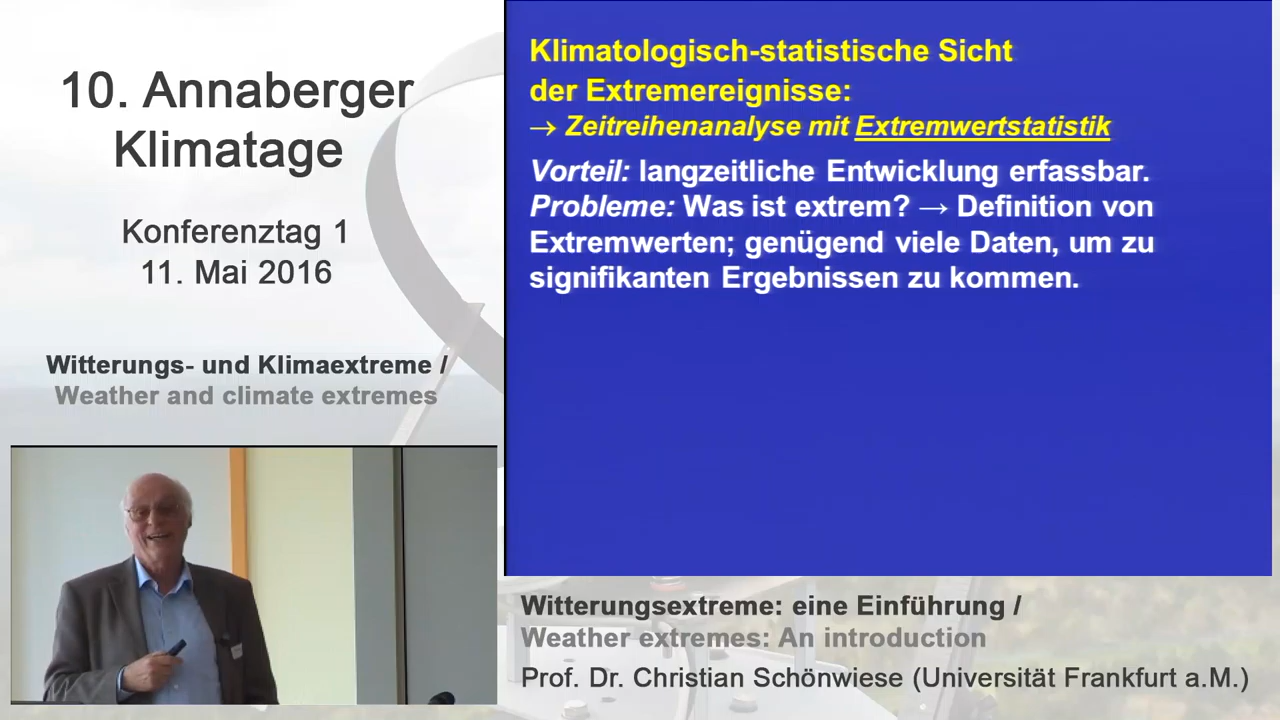 10. Annaberger
Klimatage
Konferenztag 1
11. Mai 2016
Witterungs- und Klimaextreme /
Weather and climate extremes
Klimatologisch-statistische Sicht
der Extremereignisse:
→ Zeitreihenanalyse mit Extremwertstatistik
Vorteil: langzeitliche Entwicklung erfassbar.
Probleme: Was ist extrem? → Definition von
Extremwerten; genügend viele Daten, um zu
signifikanten Ergebnissen zu kommen.
Witterungsextreme: eine Einführung /
Weather extremes: An introduction
Prof. Dr. Christian Schönwiese (Universität Frankfurt a.M.)